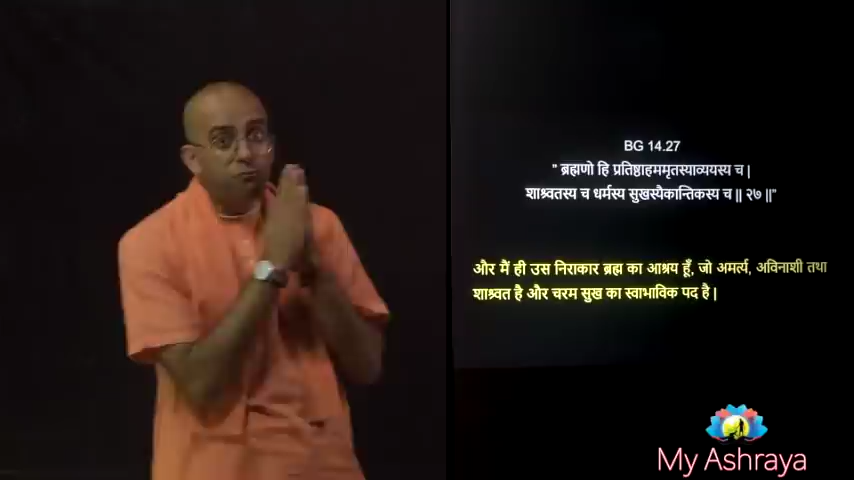 BG 14.27
" ब्रह्मणो हि प्रतिष्ठाहममृतस्याव्ययस्य च |
शाश्र्वतस्य च धर्मस्य सुखस्यैकान्तिकस्य च || २७ ||"
और मैं ही उस निराकार ब्रह्म का आश्रय हूँ, जो अमर्त्य, अविनाशी तथा
शाश्र्वत है और चरम सुख का स्वाभाविक पद है |
My Ashraya